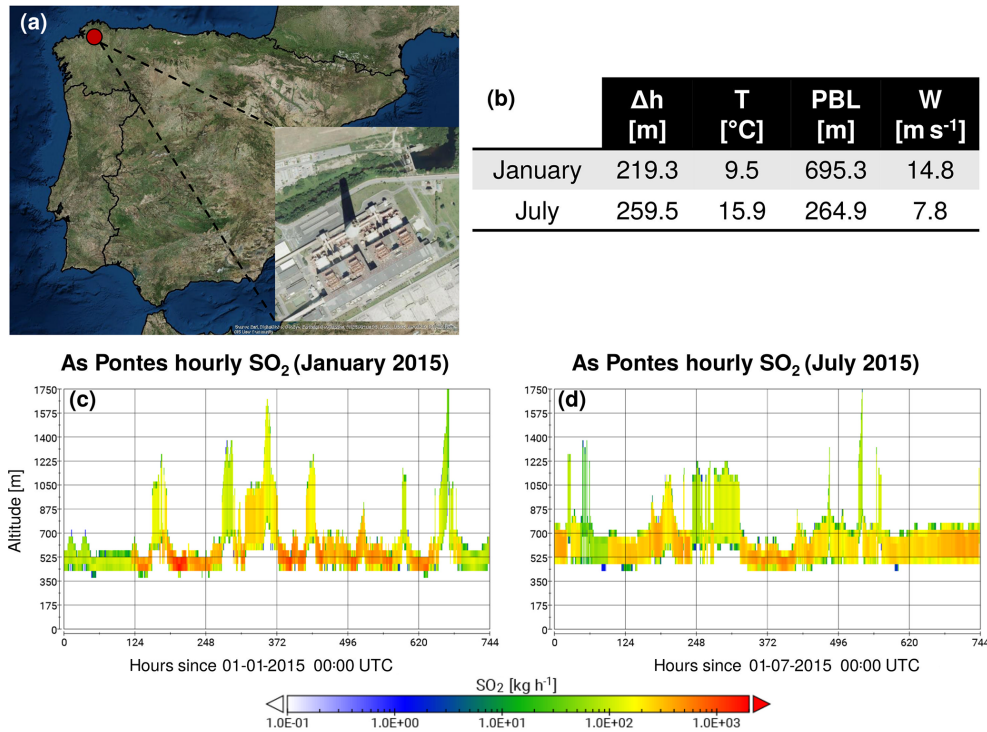 (a)
(b)
Δh T PBL W
[m] [°C] [m] [m s-1]
January 219.3 9.5 695.3 14.8
July 259.5 15.9 264.9 7.8
As Pontes hourly SO2 (January 2015)
(c)
Altitude [m]
1750
1575
1400
1225
1050
875
700
525
350
175
0
0 124 248 372 496 620 744
Hours since 01-01-2015 00:00 UTC
As Pontes hourly SO2 (July 2015)
(d)
1750
1575
1400
1225
1050
875
700
525
350
175
0
0 124 248 372 496 620 744
Hours since 01-07-2015 00:00 UTC
SO2 [kg h-1]
1.0E-01 1.0E+00 1.0E+01 1.0E+02 1.0E+03